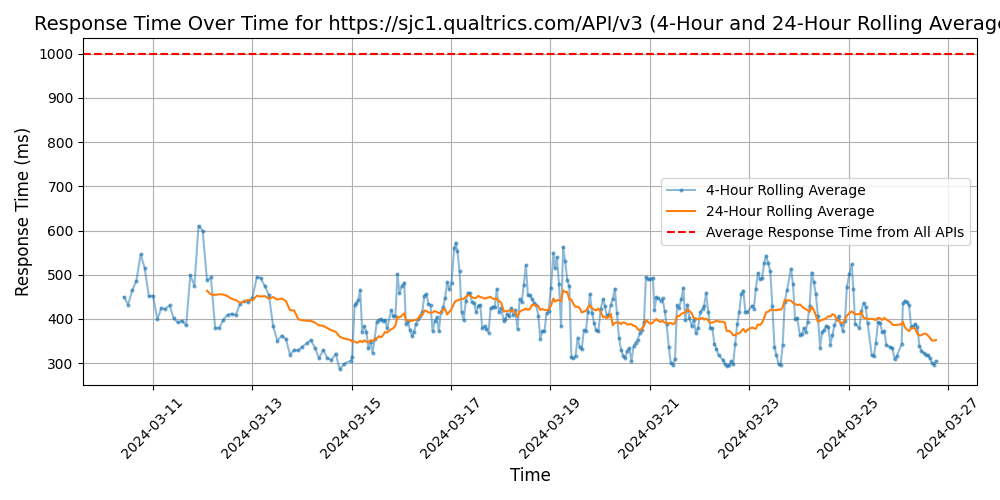 Response Time Over Time for https://sjc1.qualtrics.com/API/v3 (4-Hour and 24-Hour Rolling Average
Response Time (ms)
1000
900
800
700
600
500
400
300
4-Hour Rolling Average
24-Hour Rolling Average
Average Response Time from All APIs
2024-03-11
2024-03-13
2024-03-15
2024-03-17
2024-03-19
2024-03-21
2024-03-23
2024-03-25
2024-03-27
Time